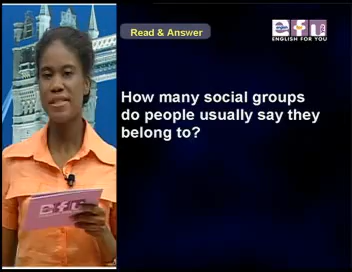 Read & Answer
efu
ENGLISH FOR YOU
How many social groups
do people usually say they
belong to?
efu